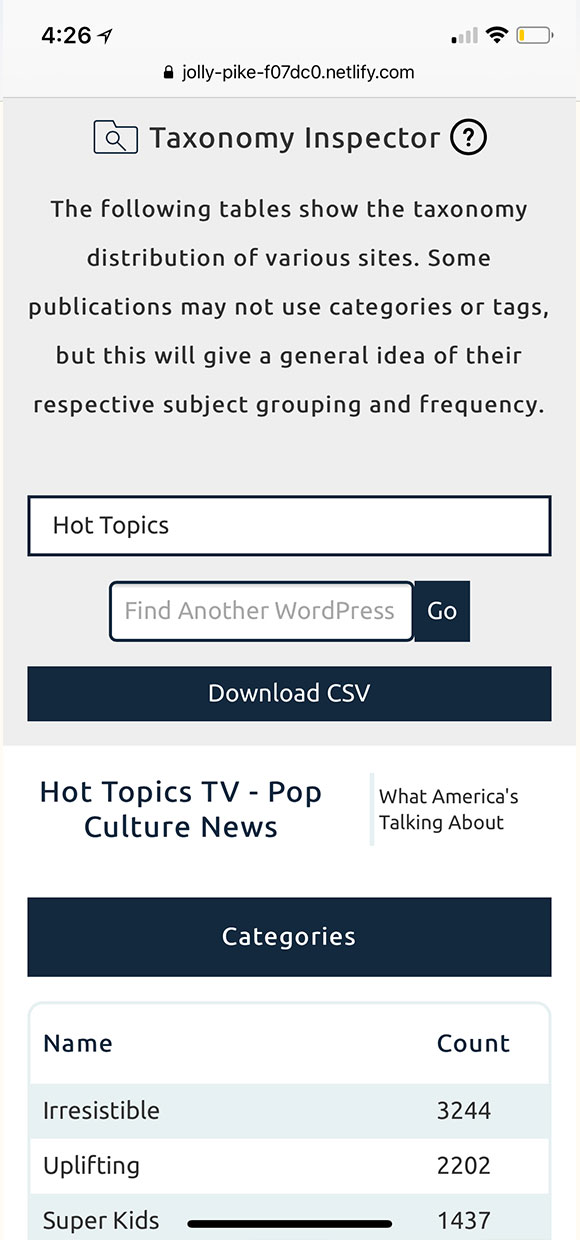 4:26
jolly-pike-f07dc0.netlify.com
Taxonomy Inspector ?
The following tables show the taxonomy
distribution of various sites. Some
publications may not use categories or tags,
but this will give a general idea of their
respective subject grouping and frequency.
Hot Topics
Find Another WordPress Go
Download CSV
Hot Topics TV - Pop
Culture News
What America's
Talking About
Categories
Name Count
Irresistible 3244
Uplifting 2202
Super Kids 1437